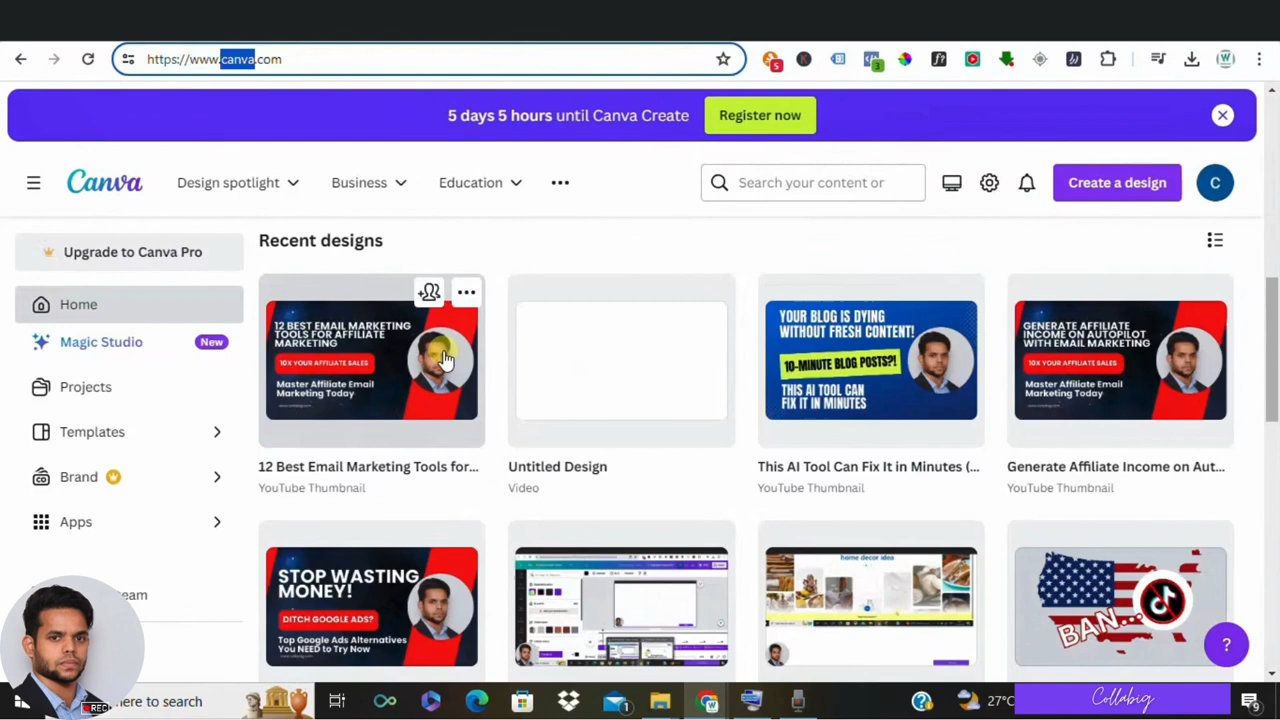 https://www.canva.com
5
3
5 days 5 hours until Canva Create
Register now
Canva
Design spotlight
Business
Education
Search your content or
Create a design
C
Upgrade to Canva Pro
Recent designs
Home
Magic Studio
New
Projects
Templates
Brand
Apps
12 BEST EMAIL MARKETING
TOOLS FOR AFFILIATE
MARKETING
10X YOUR AFFILIATE SALES
Master Affiliate Email
Marketing Today
YOUR BLOG IS DYING
WITHOUT FRESH CONTENT!
10-MINUTE BLOG POSTS?!
THIS AI TOOL CAN
FIX IT IN MINUTES
GENERATE AFFILIATE
INCOME ON AUTOPILOT
WITH EMAIL MARKETING
10X YOUR AFFILIATE SALES
Master Affiliate Email
Marketing Today
12 Best Email Marketing Tools for...
YouTube Thumbnail
Untitled Design
Video
This AI Tool Can Fix It in Minutes (...
YouTube Thumbnail
Generate Affiliate Income on Aut...
YouTube Thumbnail
STOP WASTING
MONEY!
DITCH GOOGLE ADS?
Top Google Ads Alternatives
You NEED to Try Now
home decor idea
BAN...
?
eam
REC
here to search
1
27°C
Collabig
9